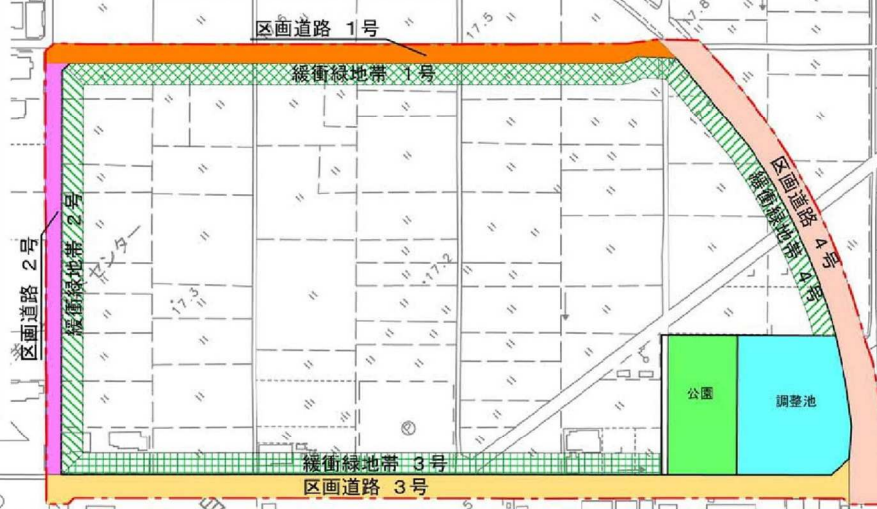 区画道路 1号
17.5
17.8
緩衝緑地帯 1号
区画道路 2号
緩衝緑地帯 2号
センター
17.3
17.2
区画道路 4号
緩衝緑地帯 4号
公園
調整池
緩衝緑地帯 3号
区画道路 3号